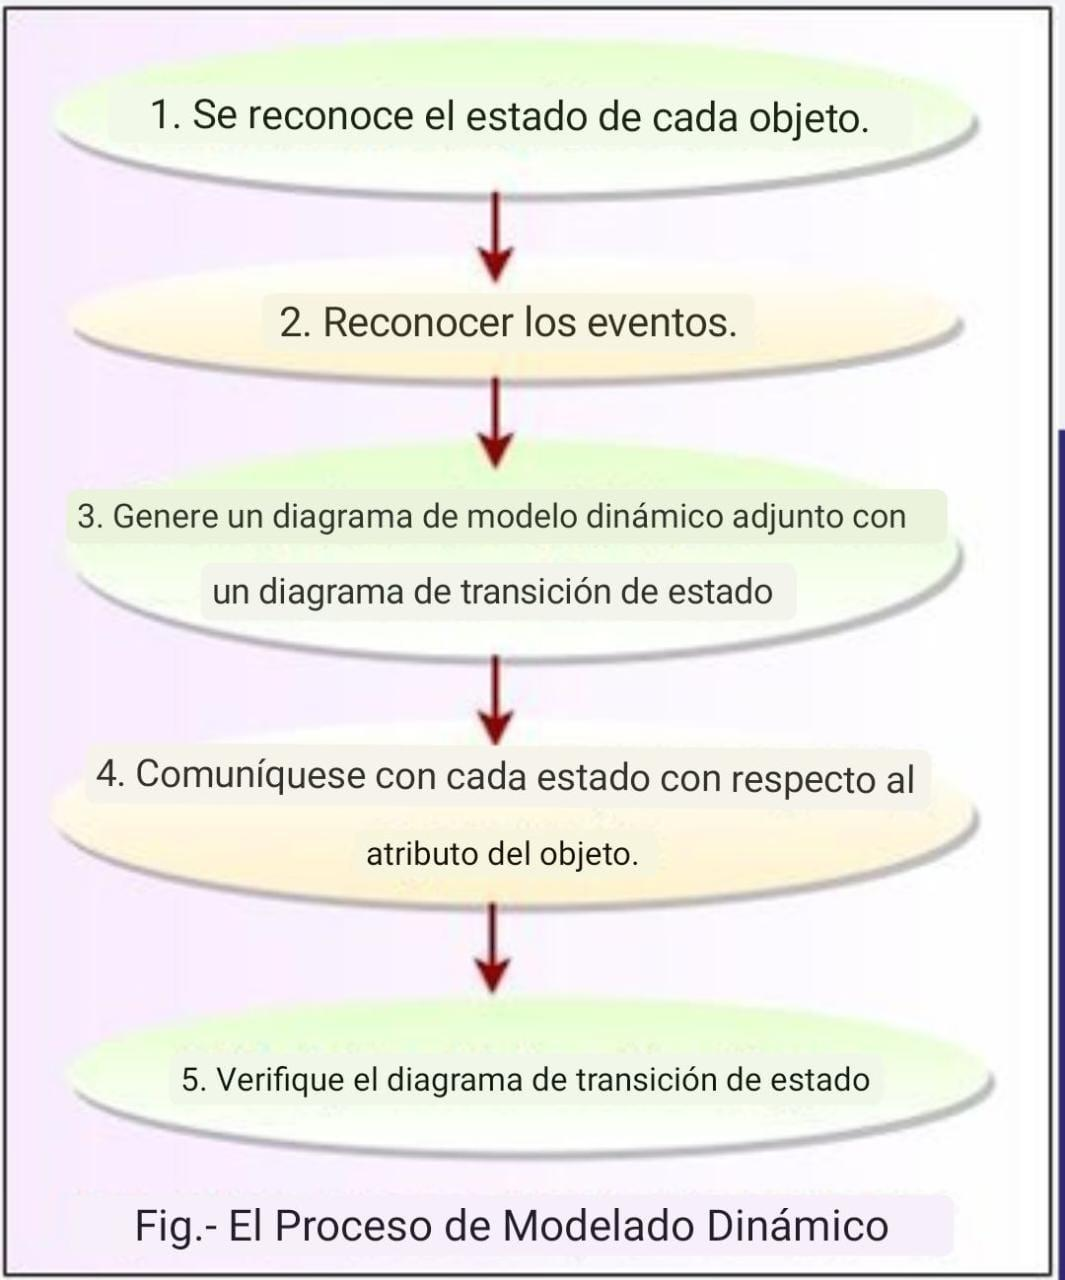 1. Se reconoce el estado de cada objeto.
2. Reconocer los eventos.
3. Genere un diagrama de modelo dinámico adjunto con
un diagrama de transición de estado
4. Comuníquese con cada estado con respecto al
atributo del objeto.
5. Verifique el diagrama de transición de estado
Fig.- El Proceso de Modelado Dinámico